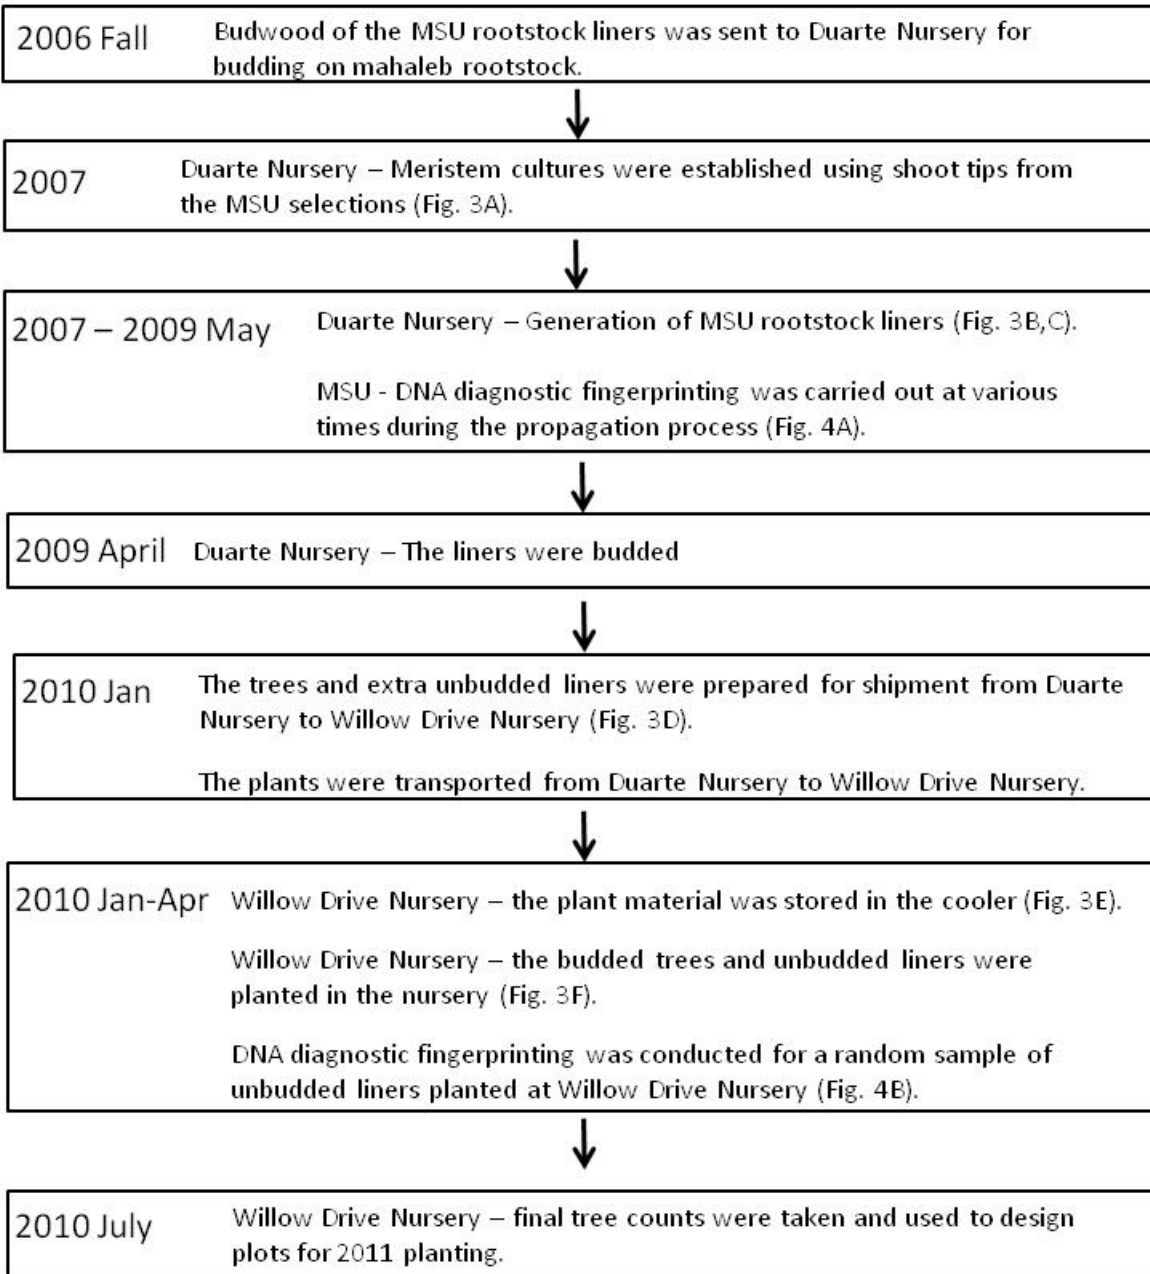 2006 Fall Budwood of the MSU rootstock liners was sent to Duarte Nursery for
budding on mahaleb rootstock.
2007 Duarte Nursery – Meristem cultures were established using shoot tips from
the MSU selections (Fig. 3A).
2007 – 2009 May Duarte Nursery – Generation of MSU rootstock liners (Fig. 3B,C).
MSU - DNA diagnostic fingerprinting was carried out at various
times during the propagation process (Fig. 4A).
2009 April Duarte Nursery – The liners were budded
2010 Jan The trees and extra unbudded liners were prepared for shipment from Duarte
Nursery to Willow Drive Nursery (Fig. 3D).
The plants were transported from Duarte Nursery to Willow Drive Nursery.
2010 Jan-Apr Willow Drive Nursery – the plant material was stored in the cooler (Fig. 3E).
Willow Drive Nursery – the budded trees and unbudded liners were
planted in the nursery (Fig. 3F).
DNA diagnostic fingerprinting was conducted for a random sample of
unbudded liners planted at Willow Drive Nursery (Fig. 4B).
2010 July Willow Drive Nursery – final tree counts were taken and used to design
plots for 2011 planting.